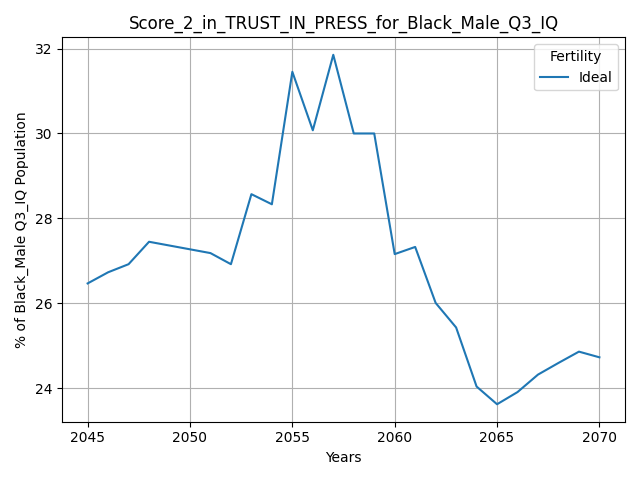 Score_2_in_TRUST_IN_PRESS_for_Black_Male_Q3_IQ
Fertility
Ideal
% of Black_Male Q3_IQ Population
32
30
28
26
24
2045 2050 2055 2060 2065 2070
Years